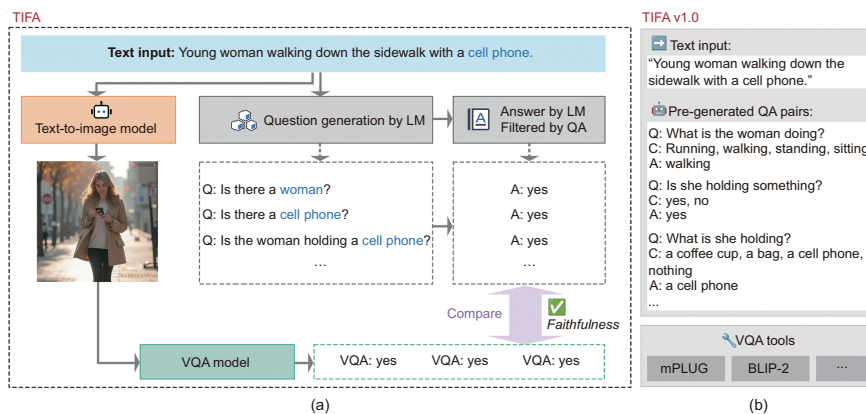 TIFA
Text input: Young woman walking down the sidewalk with a cell phone.
Text-to-image model
Question generation by LM
Answer by LM
Filtered by QA
Q: Is there a woman?
Q: Is there a cell phone?
Q: Is the woman holding a cell phone?
...
A: yes
A: yes
A: yes
...
Compare
Faithfulness
VQA model
VQA: yes VQA: yes VQA: yes
(a)
TIFA v1.0
Text input:
“Young woman walking down the
sidewalk with a cell phone.”
Pre-generated QA pairs:
Q: What is the woman doing?
C: Running, walking, standing, sitting
A: walking
Q: Is she holding something?
C: yes, no
A: yes
Q: What is she holding?
C: a coffee cup, a bag, a cell phone,
nothing
A: a cell phone
...
VQA tools
mPLUG BLIP-2 ...
(b)